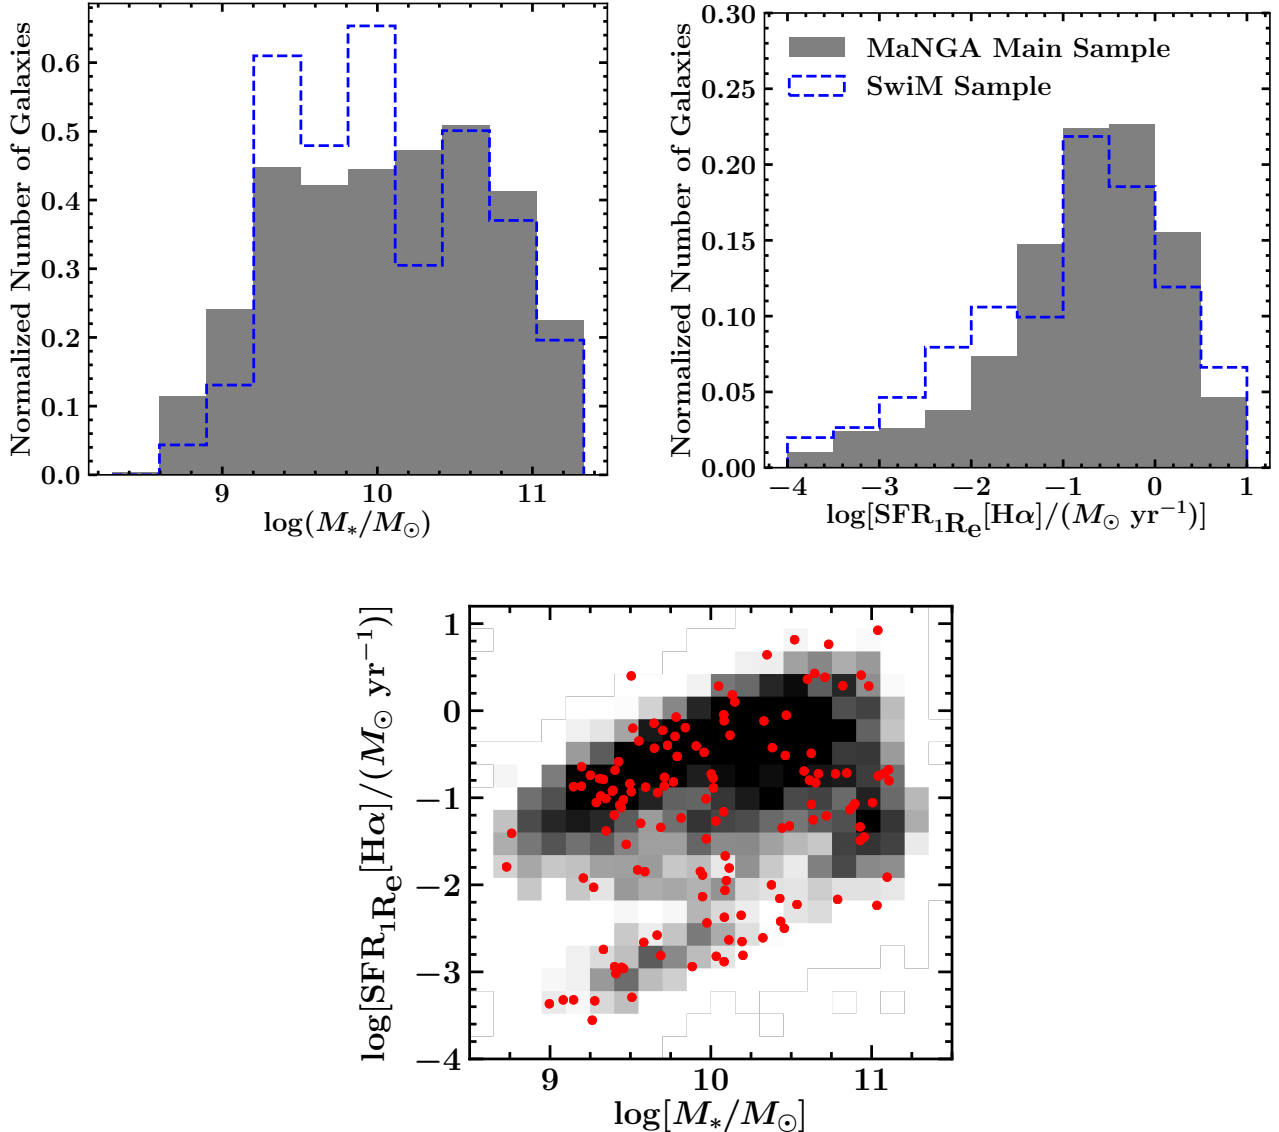 Normalized Number of Galaxies
0.6
0.5
0.4
0.3
0.2
0.1
0.0
9 10 11
log(M*/M⊙)
Normalized Number of Galaxies
0.30
0.25
0.20
0.15
0.10
0.05
0.00
MaNGA Main Sample
SwiM Sample
−4 −3 −2 −1 0 1
log[SFR₁Re[Hα]/(M⊙ yr⁻¹)]
log[SFR₁Re[Hα]/(M⊙ yr⁻¹)]
1
0
−1
−2
−3
−4
9 10 11
log[M*/M⊙]